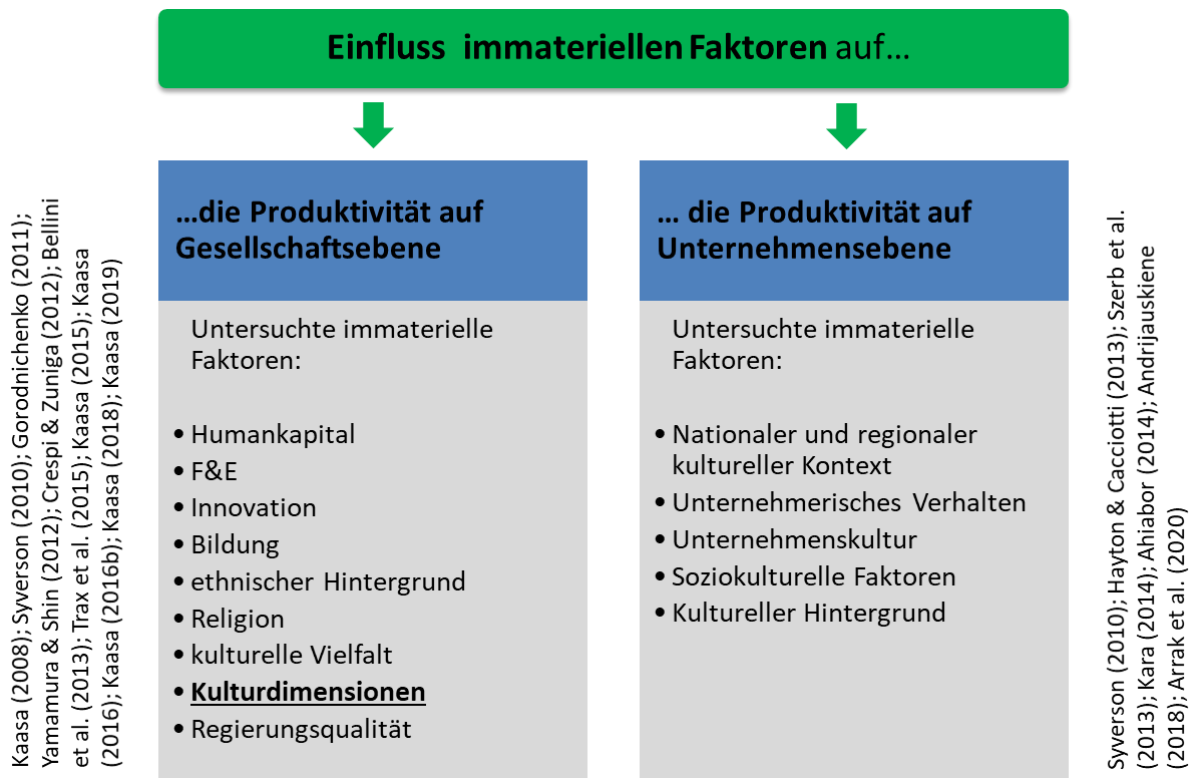 Einfluss immateriellen Faktoren auf…
…die Produktivität auf
Gesellschaftsebene
Untersuchte immaterielle
Faktoren:
• Humankapital
• F&E
• Innovation
• Bildung
• ethnischer Hintergrund
• Religion
• kulturelle Vielfalt
• Kulturdimensionen
• Regierungsqualität
… die Produktivität auf
Unternehmensebene
Untersuchte immaterielle
Faktoren:
• Nationaler und regionaler
kultureller Kontext
• Unternehmerisches Verhalten
• Unternehmenskultur
• Soziokulturelle Faktoren
• Kultureller Hintergrund
Kaasa (2008); Syverson (2010); Gorodnichenko (2011);
Yamamura & Shin (2012); Crespi & Zuniga (2012); Bellini
et al. (2013); Trax et al. (2015); Kaasa (2015); Kaasa
(2016); Kaasa (2016b); Kaasa (2018); Kaasa (2019)
Syverson (2010); Hayton & Cacciotti (2013); Szerb et al.
(2013); Kara (2014); Ahiabor (2014); Andrijauskiene
(2018); Arrak et al. (2020)